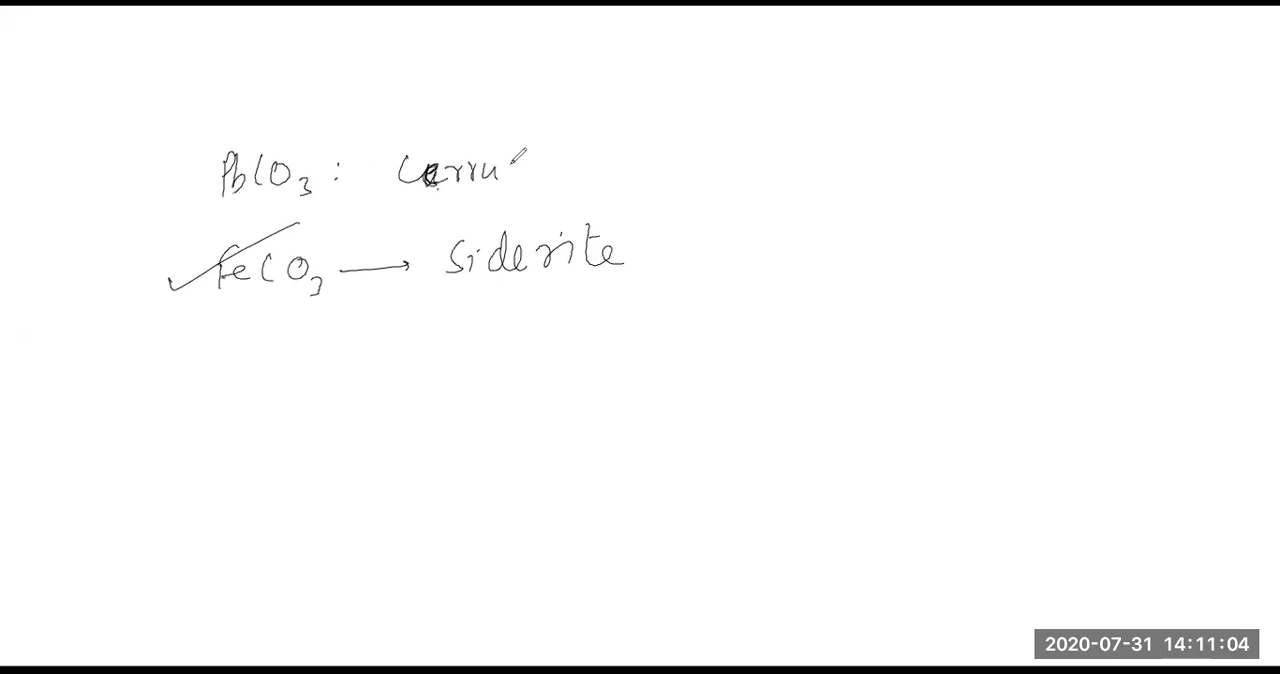 PbCO3 : Cerru
FeCO3 → Siderite
2020-07-31 14:11:04